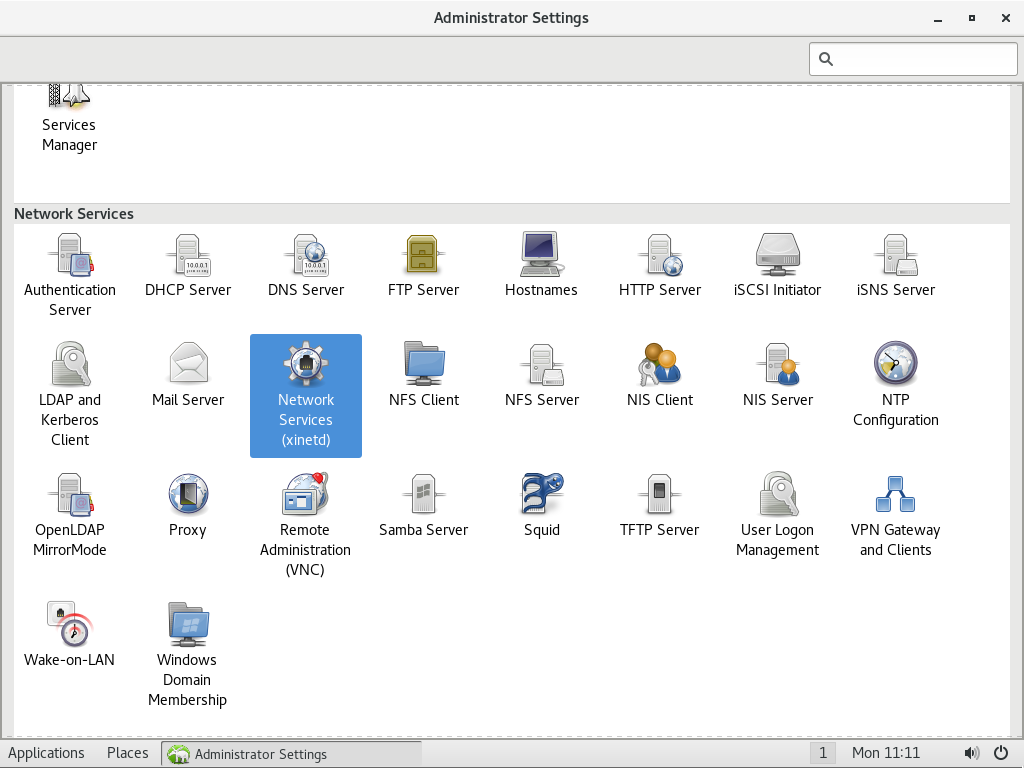 Administrator Settings
Services
Manager
Network Services
Authentication
Server
DHCP Server
DNS Server
FTP Server
Hostnames
HTTP Server
iSCSI Initiator
iSNS Server
LDAP and
Kerberos
Client
Mail Server
Network
Services
(xinetd)
NFS Client
NFS Server
NIS Client
NIS Server
NTP
Configuration
OpenLDAP
MirrorMode
Proxy
Remote
Administration
(VNC)
Samba Server
Squid
TFTP Server
User Logon
Management
VPN Gateway
and Clients
Wake-on-LAN
Windows
Domain
Membership
Applications Places Administrator Settings 1 Mon 11:11